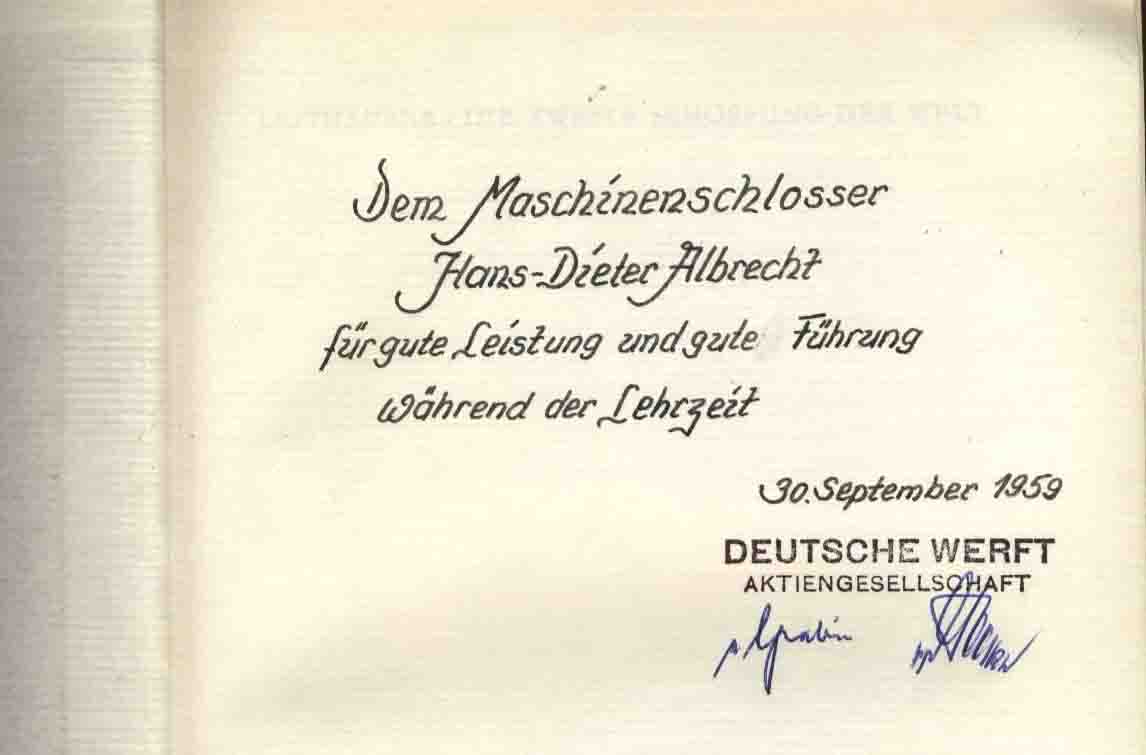 Dem Maschinenschlosser
Hans-Dieter Albrecht
für gute Leistung und gute Führung
während der Lehrzeit
30. September 1959
DEUTSCHE WERFT
AKTIENGESELLSCHAFT